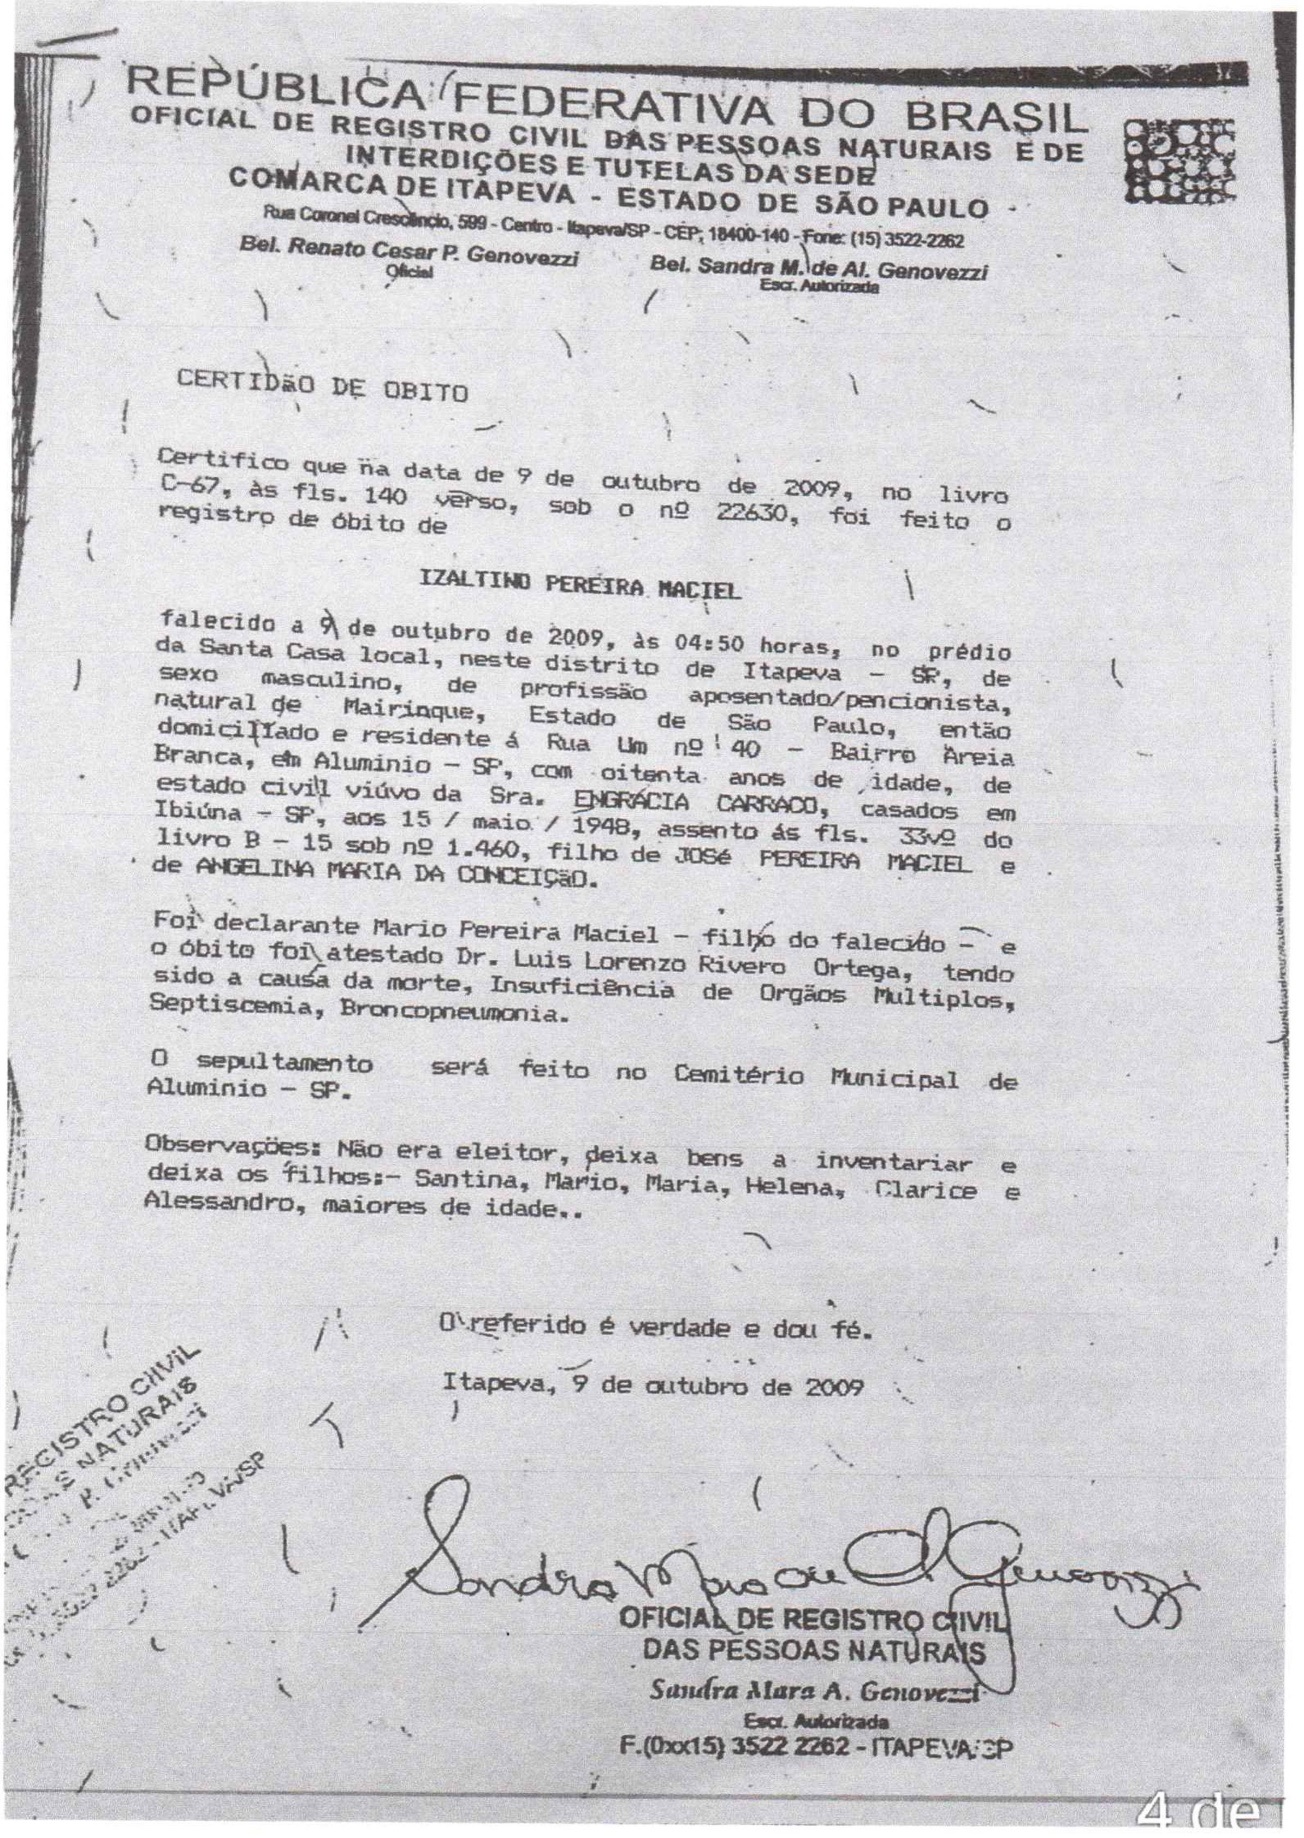 REPÚBLICA FEDERATIVA DO BRASIL
OFICIAL DE REGISTRO CIVIL DAS PESSOAS NATURAIS E DE
INTERDIÇÕES E TUTELAS DA SEDE
COMARCA DE ITAPEVA - ESTADO DE SÃO PAULO
Rua Coronel Crescêncio, 599 - Centro - Itapeva/SP - CEP; 18400-140 - Fone: (15) 3522-2262
Bel. Renato Cesar P. Genovezzi Bel. Sandra M. de Al. Genovezzi
Oficial Escr. Autorizada
CERTIDãO DE OBITO
Certifico que na data de 9 de outubro de 2009, no livro
C-67, às fls. 140 verso, sob o nº 22630, foi feito o
registro de óbito de
IZALTINO PEREIRA MACIEL
falecido a 9 de outubro de 2009, às 04:50 horas, no prédio
da Santa Casa local, neste distrito de Itapeva - SP, de
sexo masculino, de profissão aposentado/pencionista,
natural de Mairinque, Estado de São Paulo, então
domiciliado e residente á Rua Um nº 40 - Bairro Areia
Branca, em Aluminio - SP, com oitenta anos de idade, de
estado civil viúvo da Sra. ENGRÁCIA CARRACO, casados em
Ibiúna - SP, aos 15 / maio / 1948, assento ás fls. 33vº do
livro B - 15 sob nº 1.460, filho de JOSé PEREIRA MACIEL e
de ANGELINA MARIA DA CONCEIÇãO.
Foi declarante Mario Pereira Maciel - filho do falecido - e
o óbito foi atestado Dr. Luis Lorenzo Rivero Ortega, tendo
sido a causa da morte, Insuficiência de Orgãos Multiplos,
Septiscemia, Broncopneumonia.
O sepultamento será feito no Cemitério Municipal de
Aluminio - SP.
Observações: Não era eleitor, deixa bens a inventariar e
deixa os filhos:- Santina, Mario, Maria, Helena, Clarice e
Alessandro, maiores de idade..
O referido é verdade e dou fé.
Itapeva, 9 de outubro de 2009
REGISTRO CIIVIL
NATURAIS
2262 - ITAPEVA/SP
OFICIAL DE REGISTRO CIIVIL
DAS PESSOAS NATURAIS
Sandra Mara A. Genovezzi
Escr. Autorizada
F.(0xx15) 3522 2262 - ITAPEVA/SP
4 de